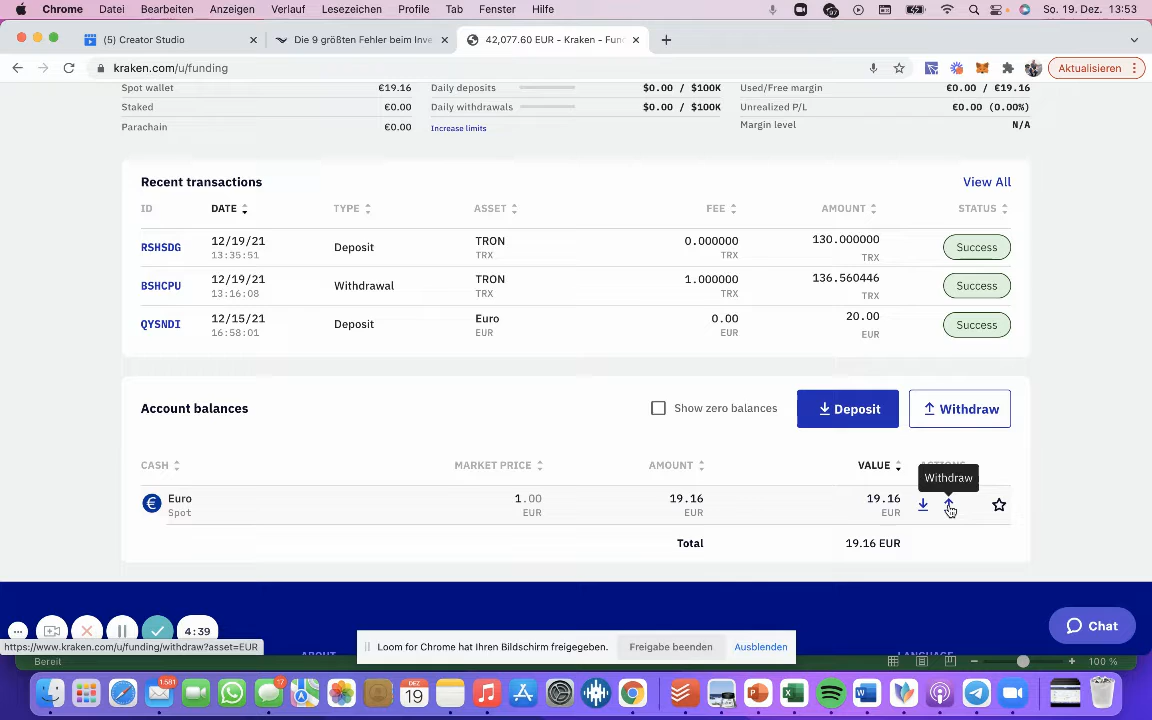 Chrome Datei Bearbeiten Anzeigen Verlauf Lesezeichen Profile Tab Fenster Hilfe So. 19. Dez. 13:53
(5) Creator Studio Die 9 größten Fehler beim Inve 42,077.60 EUR - Kraken - Fund
kraken.com/u/funding Aktualisieren
Spot wallet €19.16 Daily deposits $0.00 / $100K Used/Free margin €0.00 / €19.16
Staked €0.00 Daily withdrawals $0.00 / $100K Unrealized P/L €0.00 (0.00%)
Parachain €0.00 Increase limits Margin level N/A
Recent transactions View All
ID DATE TYPE ASSET FEE AMOUNT STATUS
RSHSDG 12/19/21 Deposit TRON 0.000000 130.000000 Success
13:35:51 TRX TRX TRX
BSHCPU 12/19/21 Withdrawal TRON 1.000000 136.560446 Success
13:16:08 TRX TRX TRX
QYSNDI 12/15/21 Deposit Euro 0.00 20.00 Success
16:58:01 EUR EUR EUR
Account balances Show zero balances Deposit Withdraw
CASH MARKET PRICE AMOUNT VALUE ACTIONS
Withdraw
Euro 1.00 19.16 19.16
Spot EUR EUR EUR
Total 19.16 EUR
4:39 Chat
https://www.kraken.com/u/funding/withdraw?asset=EUR
Loom for Chrome hat Ihren Bildschirm freigegeben. Freigabe beenden Ausblenden
ABOUT LANGUAGE
Bereit 100 %
1.581 DEZ 17
19